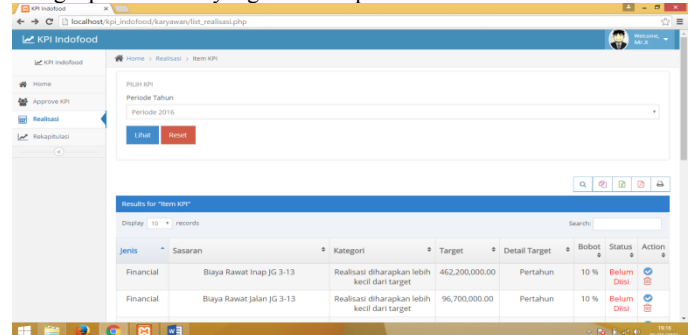 KPI Indofood
localhost/kpi_indofood/karyawan/list_realisasi.php
KPI Indofood
Welcome,
Mr.X
KPI Indofood
Home
Approve KPI
Realisasi
Rekapitulasi
Home › Realisasi › Item KPI
PILIH KPI
Periode Tahun
Periode 2016
Lihat
Reset
Results for "Item KPI"
Display 10 records
Search:
Jenis Sasaran Kategori Target Detail Target Bobot Status Action
Financial Biaya Rawat Inap JG 3-13 Realisasi diharapkan lebih 462,200,000.00 Pertahun 10 % Belum
kecil dari target Diisi
Financial Biaya Rawat Jalan JG 3-13 Realisasi diharapkan lebih 96,700,000.00 Pertahun 10 % Belum
kecil dari target Diisi
19:16